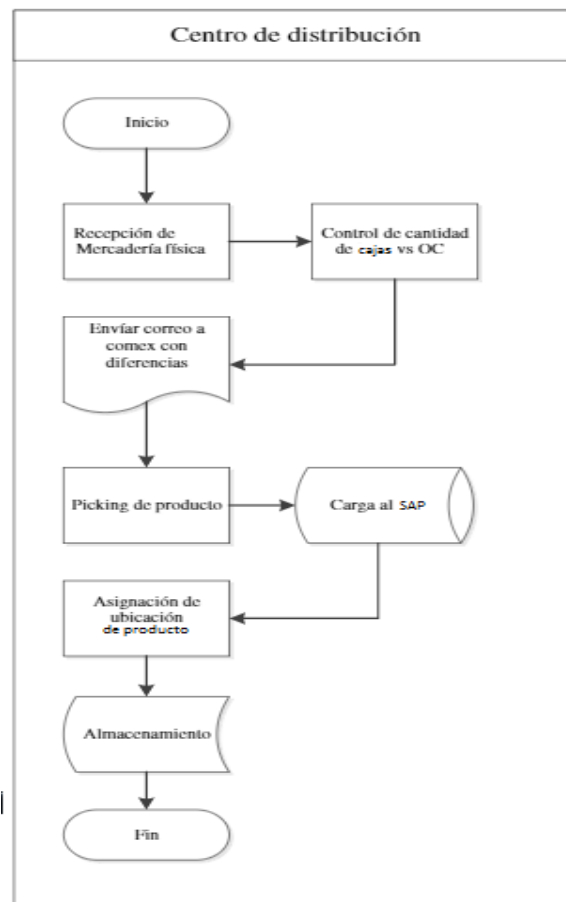 Centro de distribución
Inicio
Recepción de
Mercadería física
Control de cantidad
de cajas vs OC
Envíar correo a
comex con
diferencias
Picking de producto
Carga al SAP
Asignación de
ubicación
de producto
Almacenamiento
Fin